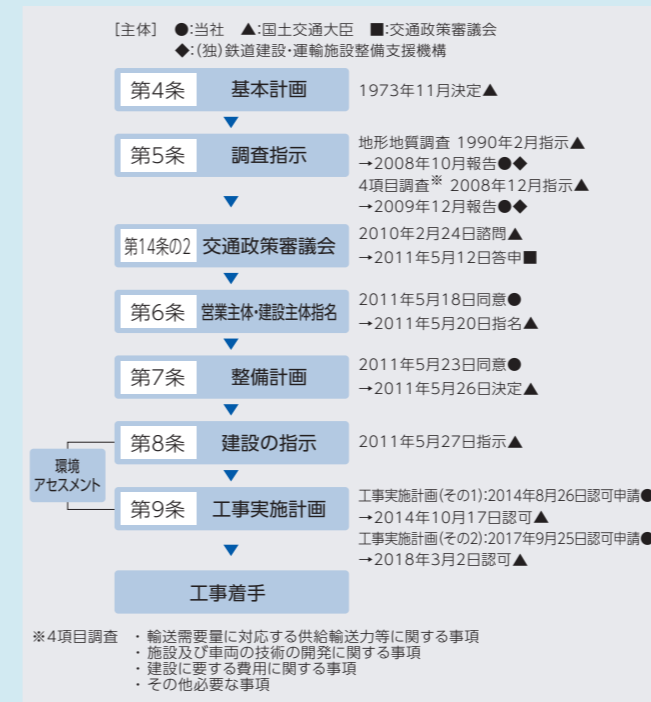 [主体] ●:当社 ▲:国土交通大臣 ■:交通政策審議会
◆:(独)鉄道建設・運輸施設整備支援機構
第4条 基本計画 1973年11月決定▲
▼
第5条 調査指示
地形地質調査 1990年2月指示▲
→2008年10月報告●◆
4項目調査※ 2008年12月指示▲
→2009年12月報告●◆
▼
第14条の2 交通政策審議会
2010年2月24日諮問▲
→2011年5月12日答申■
▼
第6条 営業主体・建設主体指名
2011年5月18日同意●
→2011年5月20日指名▲
▼
第7条 整備計画
2011年5月23日同意●
→2011年5月26日決定▲
▼
第8条 建設の指示 2011年5月27日指示▲
環境
アセスメント
▼
第9条 工事実施計画
工事実施計画(その1):2014年8月26日認可申請●
→2014年10月17日認可▲
工事実施計画(その2):2017年9月25日認可申請●
→2018年3月2日認可▲
▼
工事着手
※4項目調査 ・輸送需要量に対応する供給輸送力等に関する事項
・施設及び車両の技術の開発に関する事項
・建設に要する費用に関する事項
・その他必要な事項